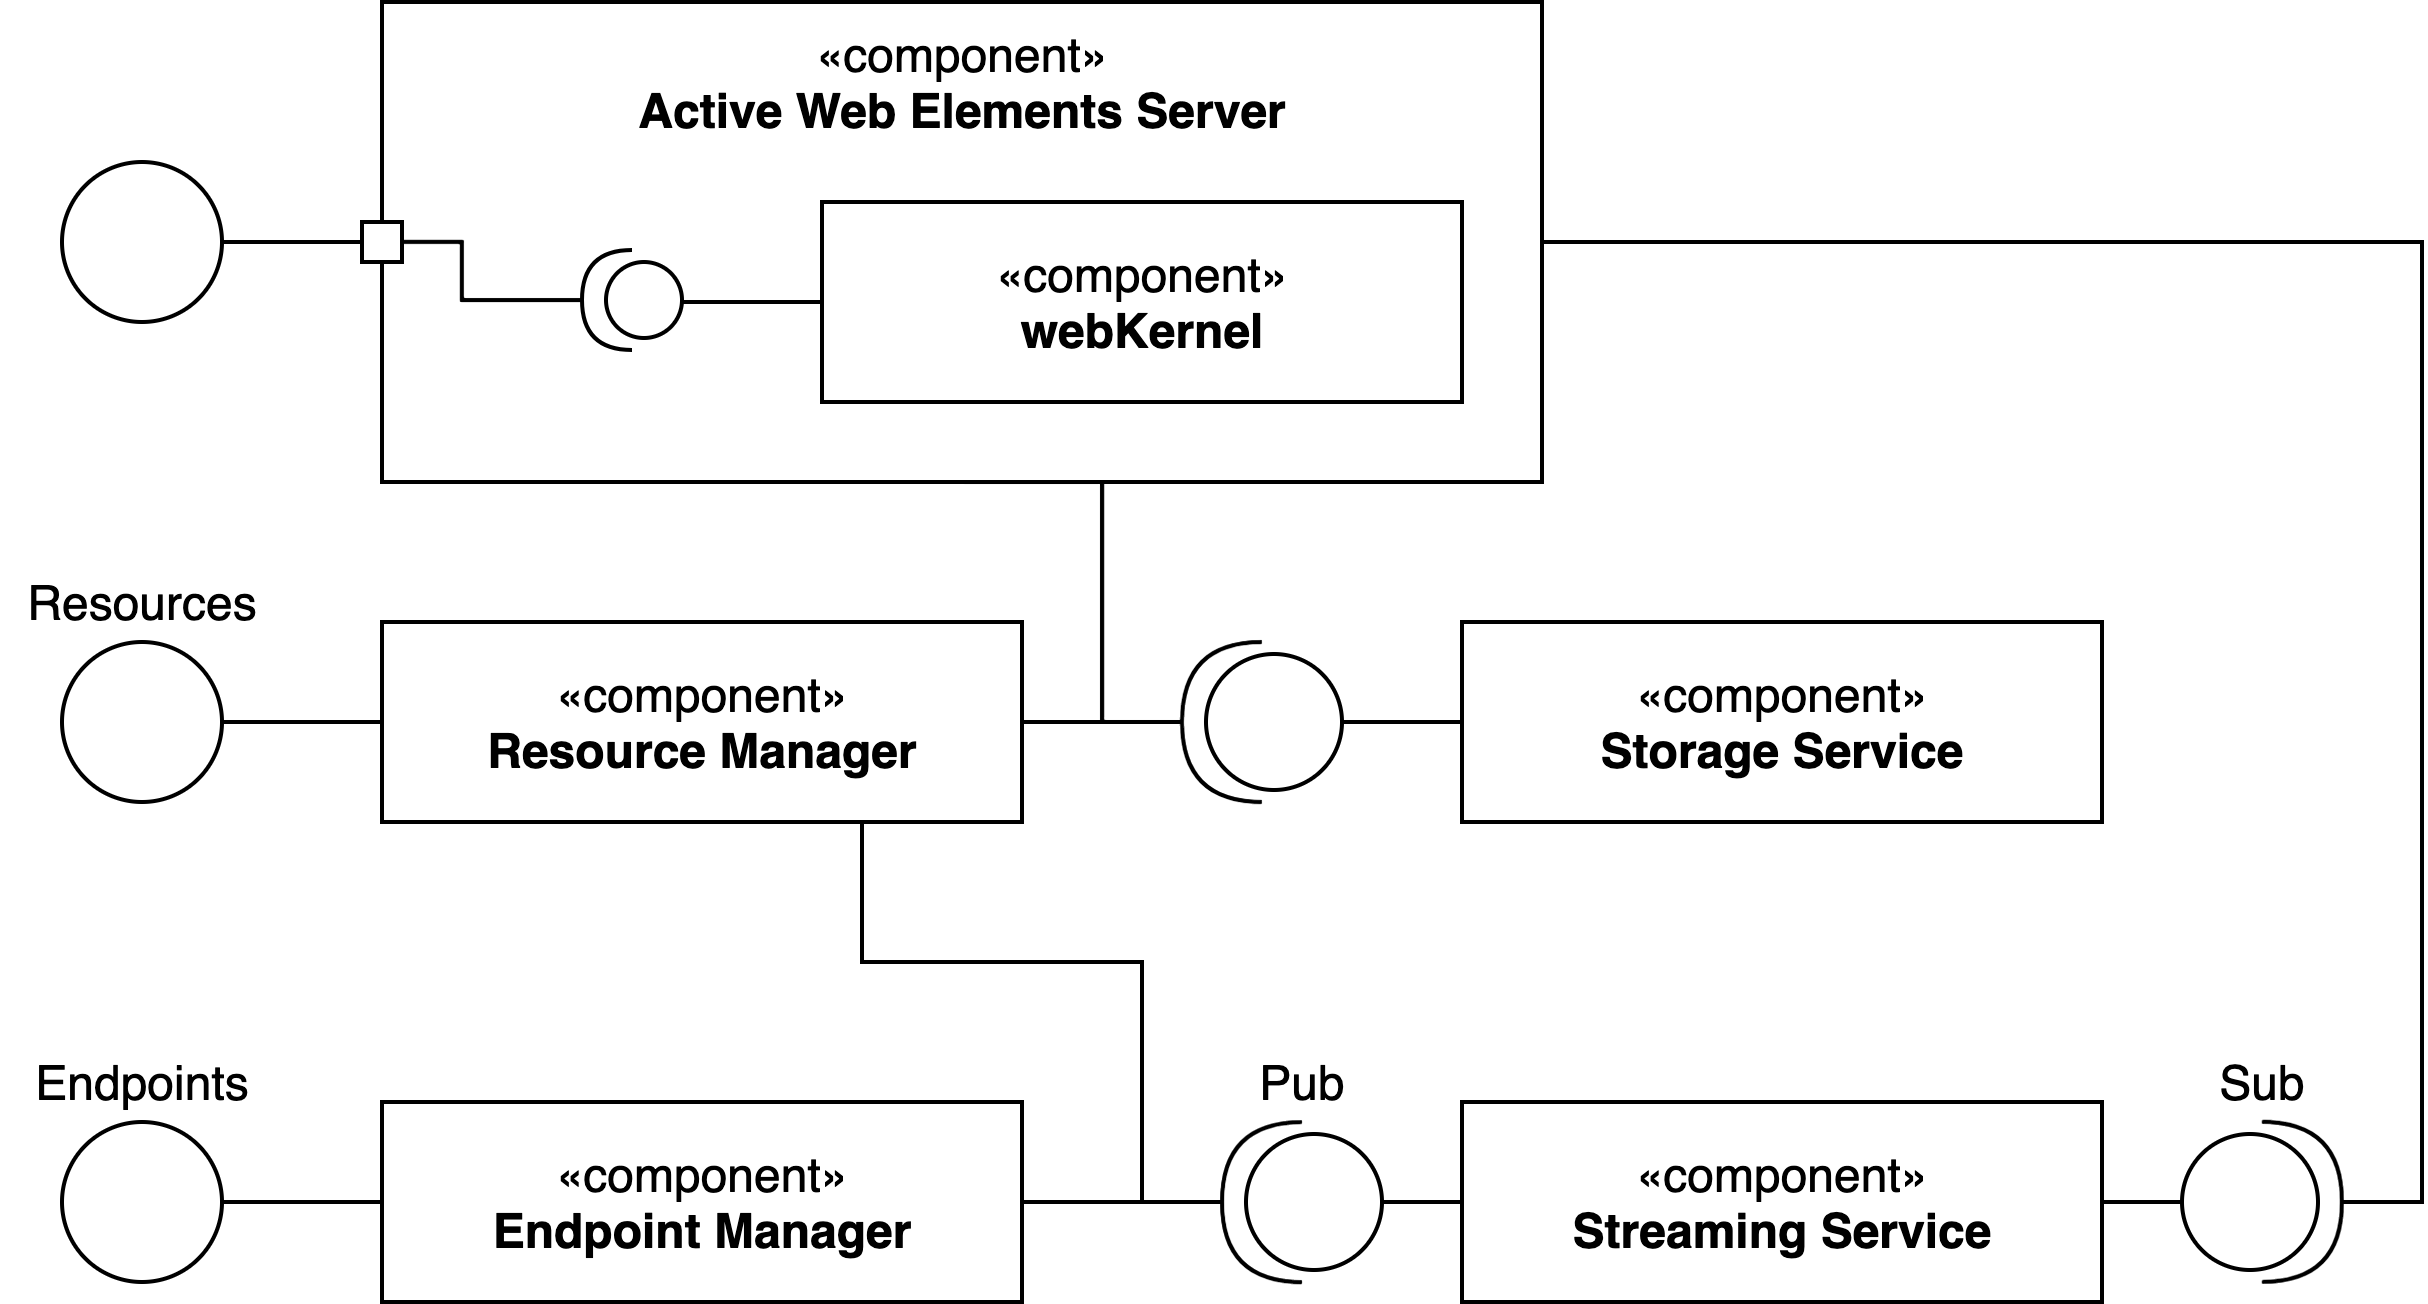 «component»
Active Web Elements Server
«component»
webKernel
Resources
«component»
Resource Manager
«component»
Storage Service
Endpoints
«component»
Endpoint Manager
Pub
«component»
Streaming Service
Sub